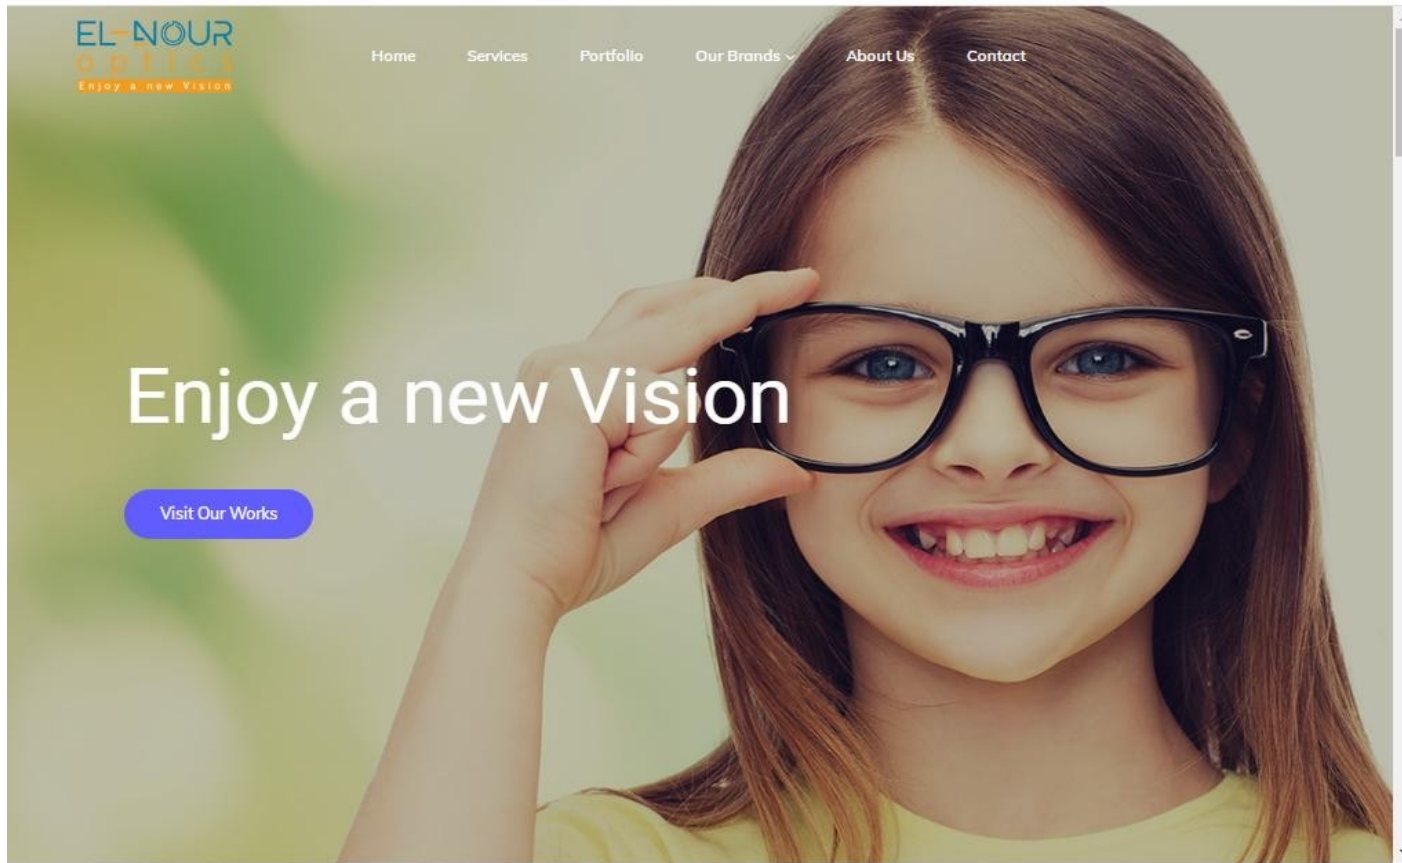 EL-NOUR
optics
Enjoy a new Vision
Home Services Portfolio Our Brands About Us Contact
Enjoy a new Vision
Visit Our Works